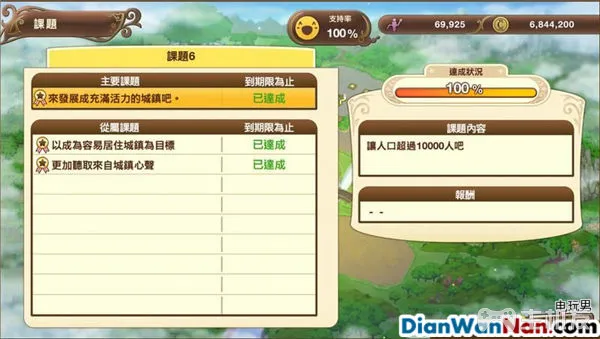 課題
支持率
100 %
69,925
6,844,200
課題6
主要課題 到期限為止
來發展成充滿活力的城鎮吧。 已達成
從屬課題 到期限為止
以成為容易居住城鎮為目標 已達成
更加聽取來自城鎮心聲 已達成
達成狀況
100 %
課題內容
讓人口超過10000人吧
報酬
- -
电玩男
DianWanNan.com